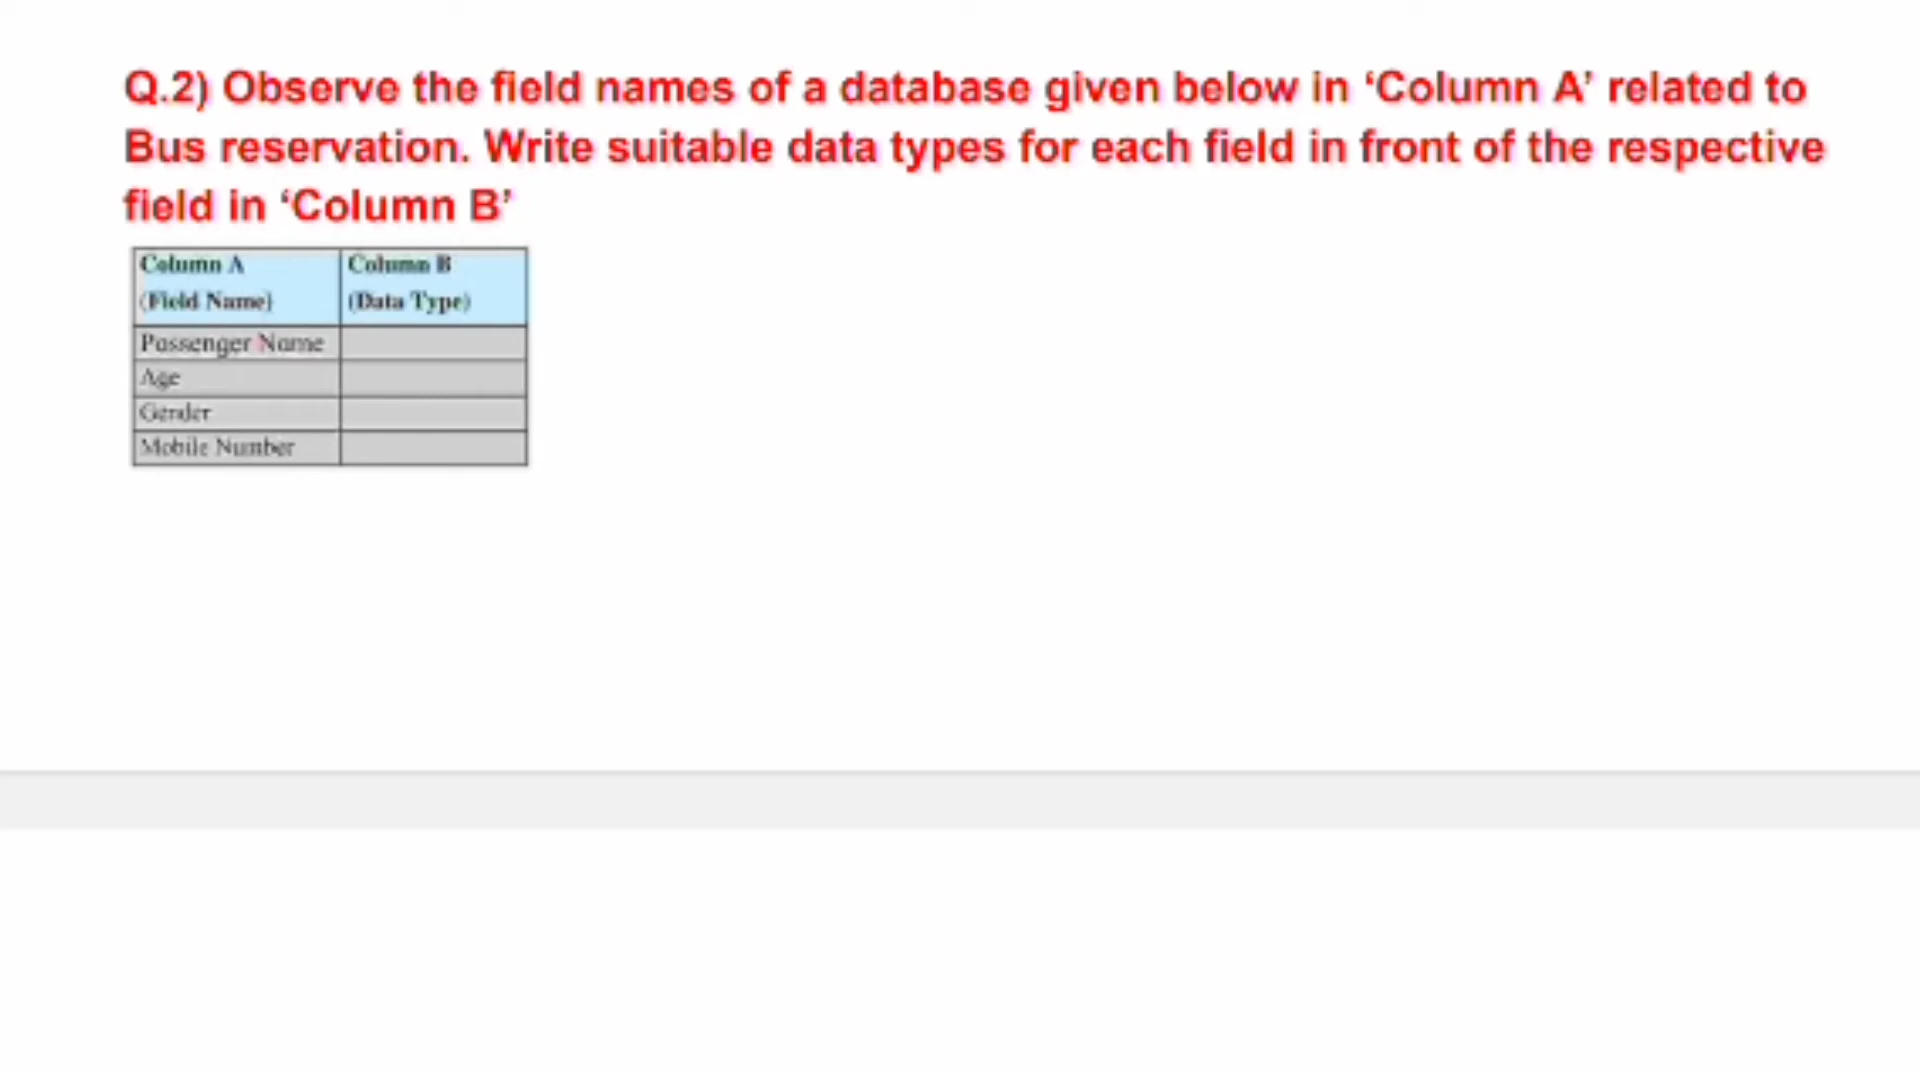 Q.2) Observe the field names of a database given below in ‘Column A’ related to
Bus reservation. Write suitable data types for each field in front of the respective
field in ‘Column B’
Column A
(Field Name)
Column B
(Data Type)
Passenger Name
Age
Gender
Mobile Number